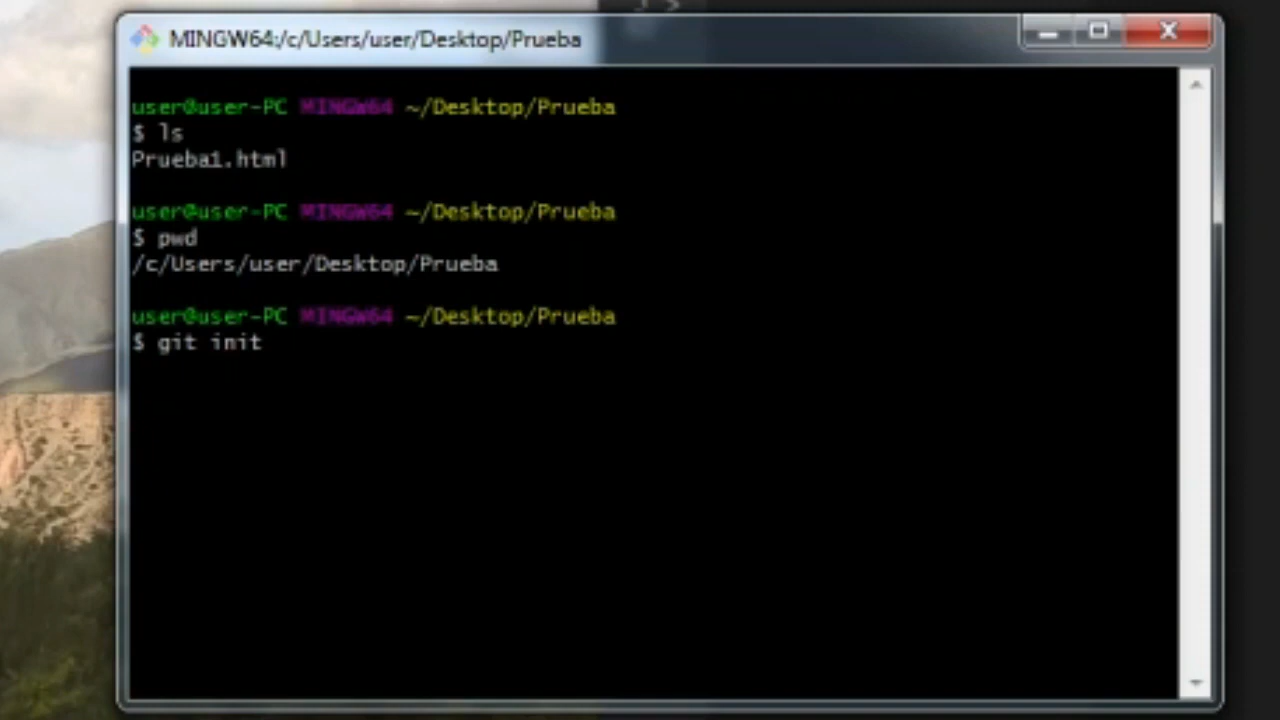 MINGW64:/c/Users/user/Desktop/Prueba
user@user-PC MINGW64 ~/Desktop/Prueba
$ ls
Prueba1.html
user@user-PC MINGW64 ~/Desktop/Prueba
$ pwd
/c/Users/user/Desktop/Prueba
user@user-PC MINGW64 ~/Desktop/Prueba
$ git init